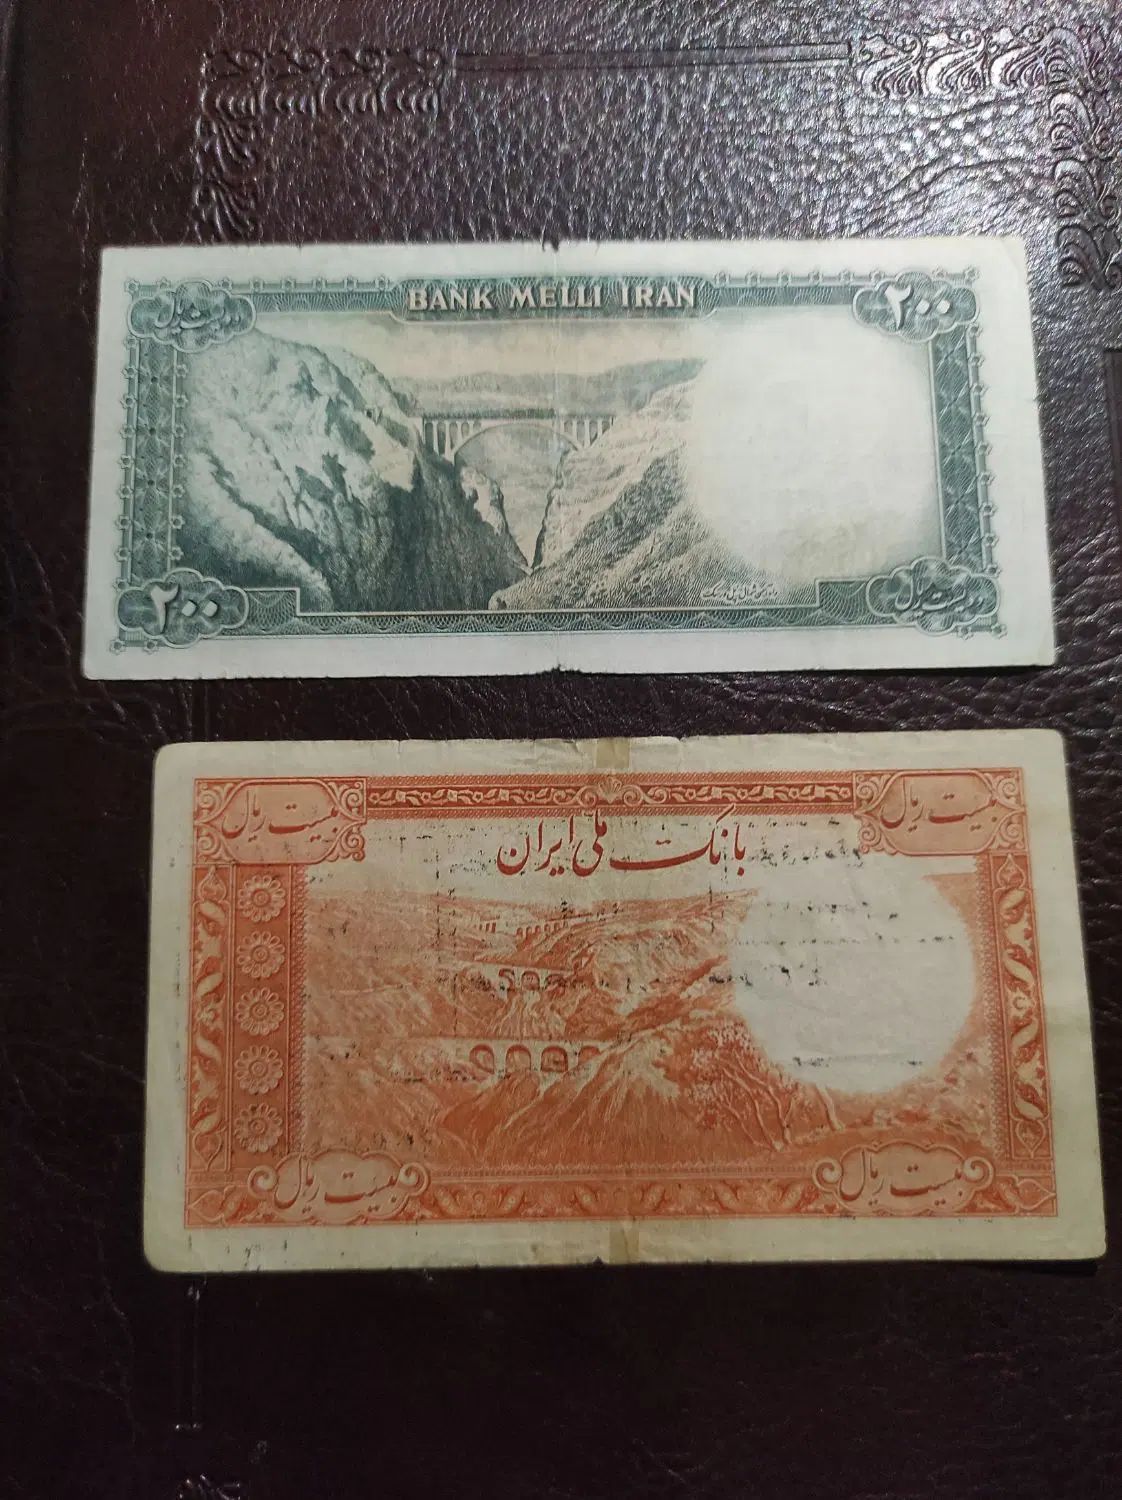 BANK MELLI IRAN
دویست ریال
۲۰۰
۲۰۰
دویست ریال
بیست ریال
بیست ریال
بانک ملی ایران
بیست ریال
بیست ریال